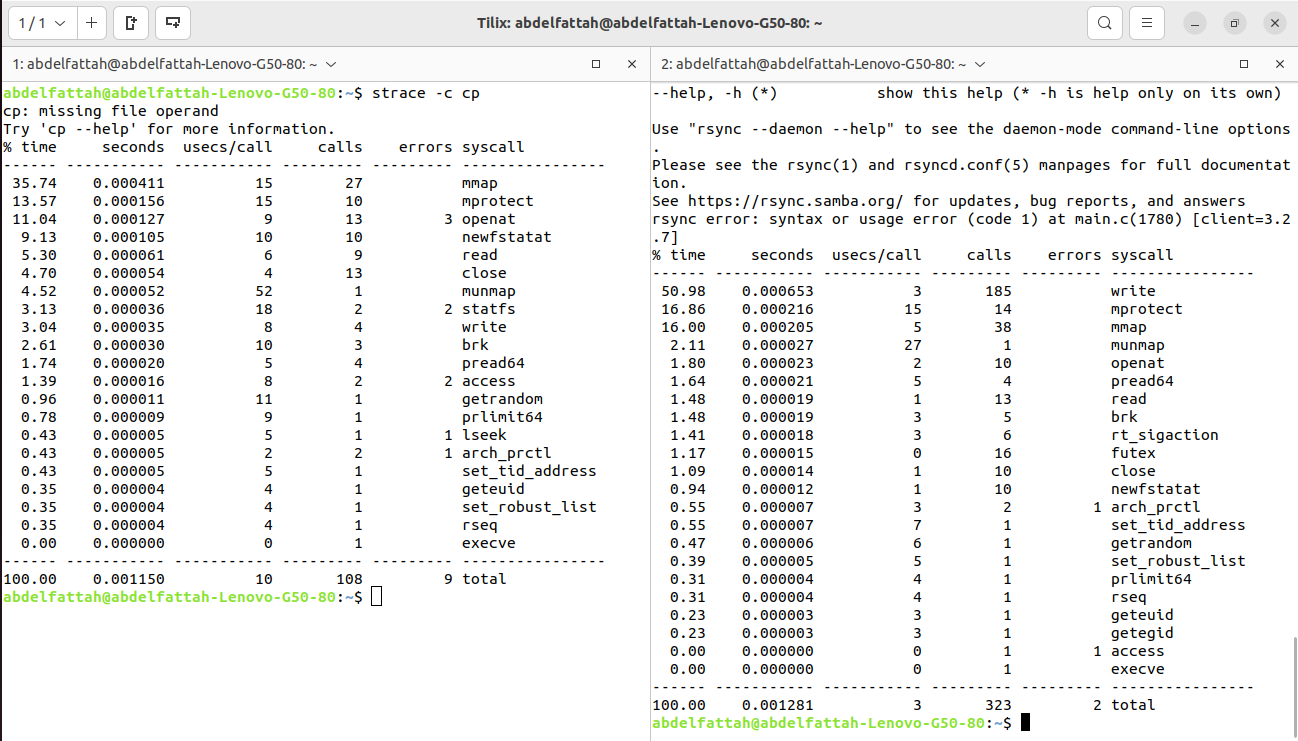 1 / 1
Tilix: abdelfattah@abdelfattah-Lenovo-G50-80: ~
1: abdelfattah@abdelfattah-Lenovo-G50-80: ~
abdelfattah@abdelfattah-Lenovo-G50-80:~$ strace -c cp
cp: missing file operand
Try 'cp --help' for more information.
% time     seconds  usecs/call     calls    errors syscall
------ ----------- ----------- --------- --------- ----------------
 35.74    0.000411          15        27           mmap
 13.57    0.000156          15        10           mprotect
 11.04    0.000127           9        13         3 openat
  9.13    0.000105          10        10           newfstatat
  5.30    0.000061           6         9           read
  4.70    0.000054           4        13           close
  4.52    0.000052          52         1           munmap
  3.13    0.000036          18         2         2 statfs
  3.04    0.000035           8         4           write
  2.61    0.000030          10         3           brk
  1.74    0.000020           5         4           pread64
  1.39    0.000016           8         2         2 access
  0.96    0.000011          11         1           getrandom
  0.78    0.000009           9         1           prlimit64
  0.43    0.000005           5         1         1 lseek
  0.43    0.000005           2         2         1 arch_prctl
  0.43    0.000005           5         1           set_tid_address
  0.35    0.000004           4         1           geteuid
  0.35    0.000004           4         1           set_robust_list
  0.35    0.000004           4         1           rseq
  0.00    0.000000           0         1           execve
------ ----------- ----------- --------- --------- ----------------
100.00    0.001150          10       108         9 total
abdelfattah@abdelfattah-Lenovo-G50-80:~$
2: abdelfattah@abdelfattah-Lenovo-G50-80: ~
--help, -h (*)           show this help (* -h is help only on its own)
Use "rsync --daemon --help" to see the daemon-mode command-line options
.
Please see the rsync(1) and rsyncd.conf(5) manpages for full documentat
ion.
See https://rsync.samba.org/ for updates, bug reports, and answers
rsync error: syntax or usage error (code 1) at main.c(1780) [client=3.2
.7]
% time     seconds  usecs/call     calls    errors syscall
------ ----------- ----------- --------- --------- ----------------
 50.98    0.000653           3       185           write
 16.86    0.000216          15        14           mprotect
 16.00    0.000205           5        38           mmap
  2.11    0.000027          27         1           munmap
  1.80    0.000023           2        10           openat
  1.64    0.000021           5         4           pread64
  1.48    0.000019           1        13           read
  1.48    0.000019           3         5           brk
  1.41    0.000018           3         6           rt_sigaction
  1.17    0.000015           0        16           futex
  1.09    0.000014           1        10           close
  0.94    0.000012           1        10           newfstatat
  0.55    0.000007           3         2         1 arch_prctl
  0.55    0.000007           7         1           set_tid_address
  0.47    0.000006           6         1           getrandom
  0.39    0.000005           5         1           set_robust_list
  0.31    0.000004           4         1           prlimit64
  0.31    0.000004           4         1           rseq
  0.23    0.000003           3         1           geteuid
  0.23    0.000003           3         1           getegid
  0.00    0.000000           0         1         1 access
  0.00    0.000000           0         1           execve
------ ----------- ----------- --------- --------- ----------------
100.00    0.001281           3       323         2 total
abdelfattah@abdelfattah-Lenovo-G50-80:~$